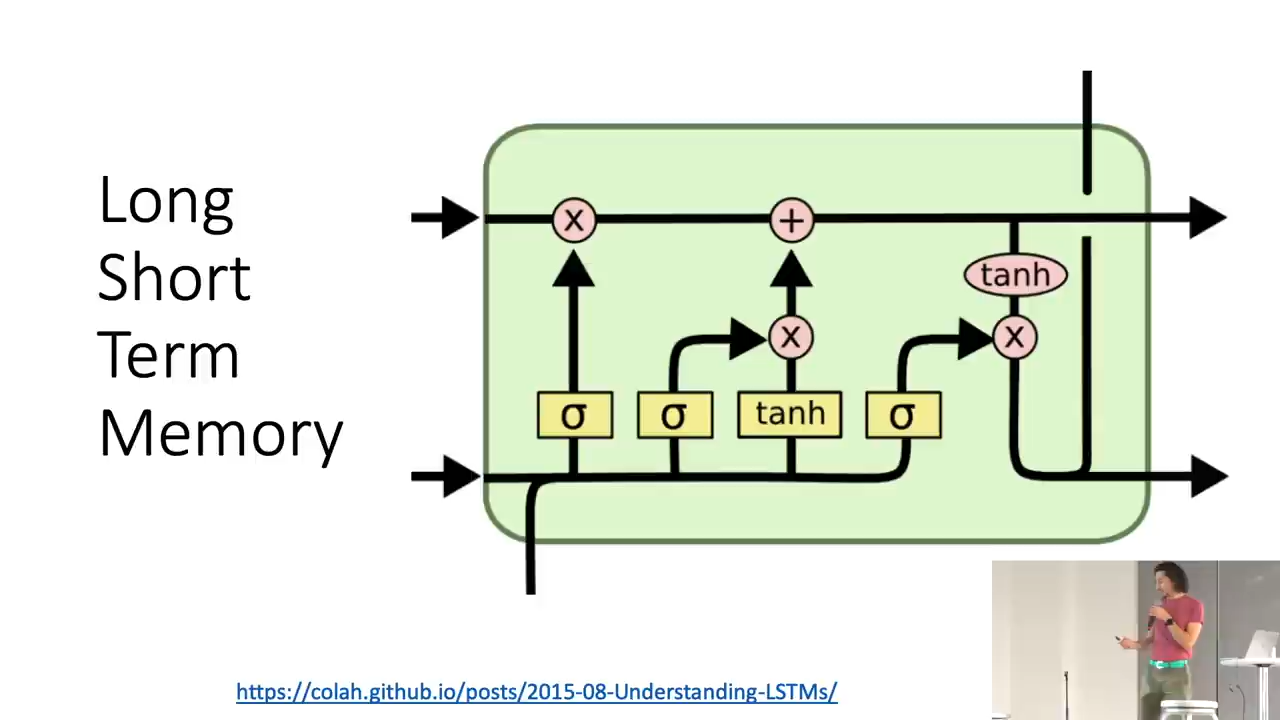 Long
Short
Term
Memory
x
+
tanh
x
x
σ
σ
tanh
σ
https://colah.github.io/posts/2015-08-Understanding-LSTMs/